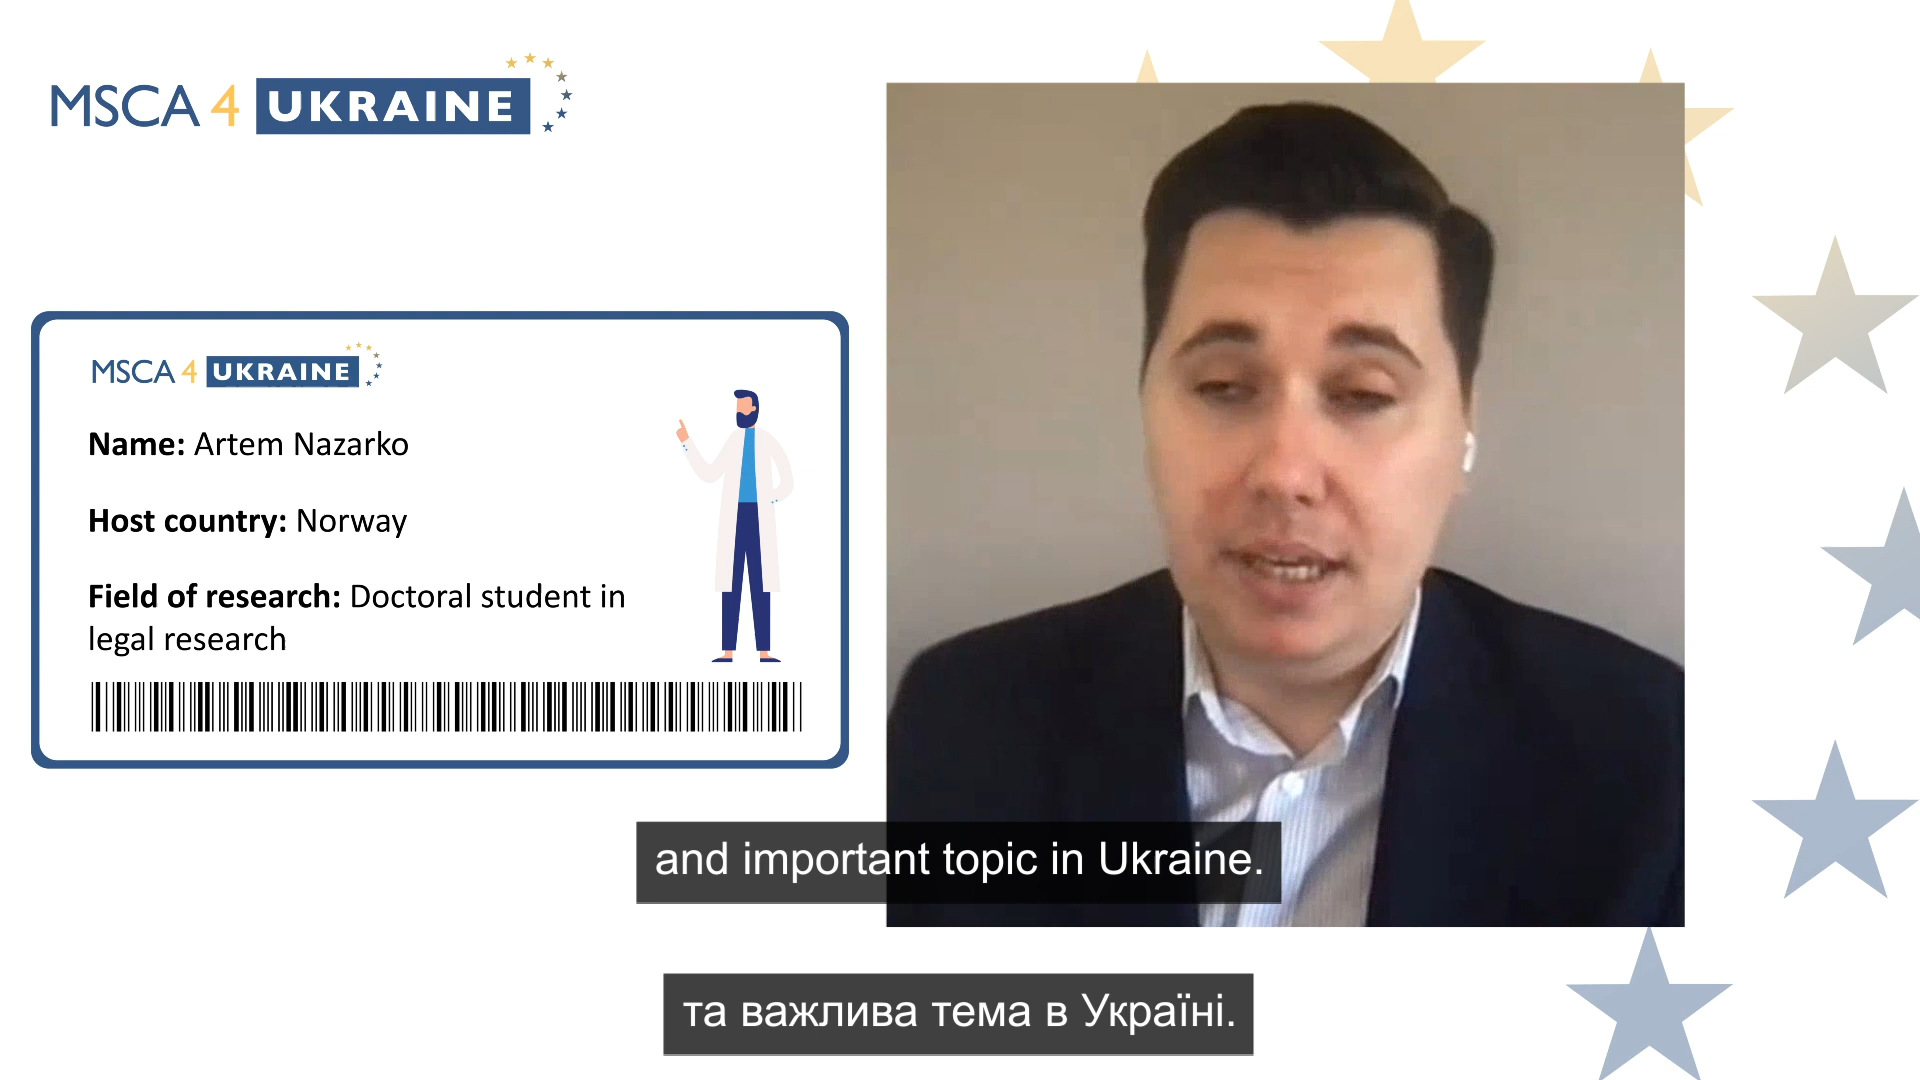 MSCA 4 UKRAINE
MSCA 4 UKRAINE
Name: Artem Nazarko
Host country: Norway
Field of research: Doctoral student in
legal research
and important topic in Ukraine.
та важлива тема в Україні.